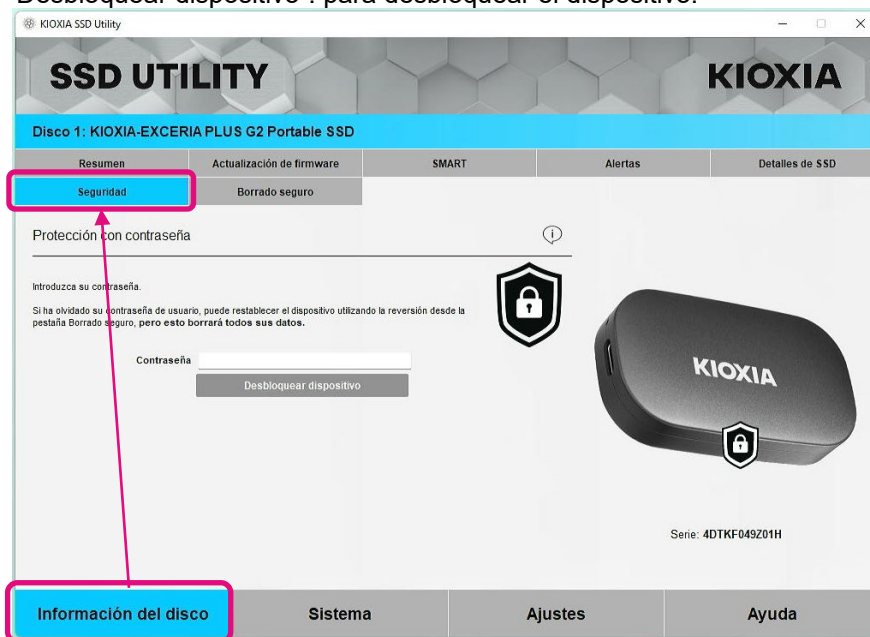 "Desbloquear dispositivo". para desbloquear el dispositivo.
KIOXIA SSD Utility
SSD UTILITY
KIOXIA
Disco 1: KIOXIA-EXCERIA PLUS G2 Portable SSD
Resumen Actualización de firmware SMART Alertas Detalles de SSD
Seguridad Borrado seguro
Protección con contraseña
Introduzca su contraseña.
Si ha olvidado su contraseña de usuario, puede restablecer el dispositivo utilizando la reversión desde la
pestaña Borrado seguro, pero esto borrará todos sus datos.
Contraseña
Desbloquear dispositivo
KIOXIA
Serie: 4DTKF049Z01H
Información del disco Sistema Ajustes Ayuda